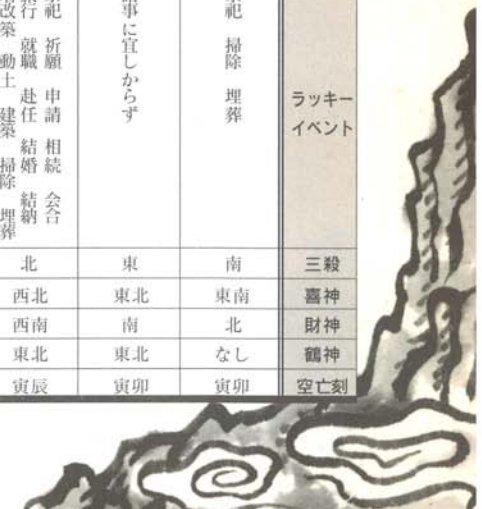 ラッキー
イベント
三殺
喜神
財神
鶴神
空亡刻
祀 掃除 埋葬
南
東南
北
なし
寅卯
事に宜しからず
東
東北
南
東北
寅卯
祀 祈願 申請 相続 会合
行 就職 赴任 結婚 結納
改築 動土 建築 掃除 埋葬
北
西北
西南
東北
寅辰